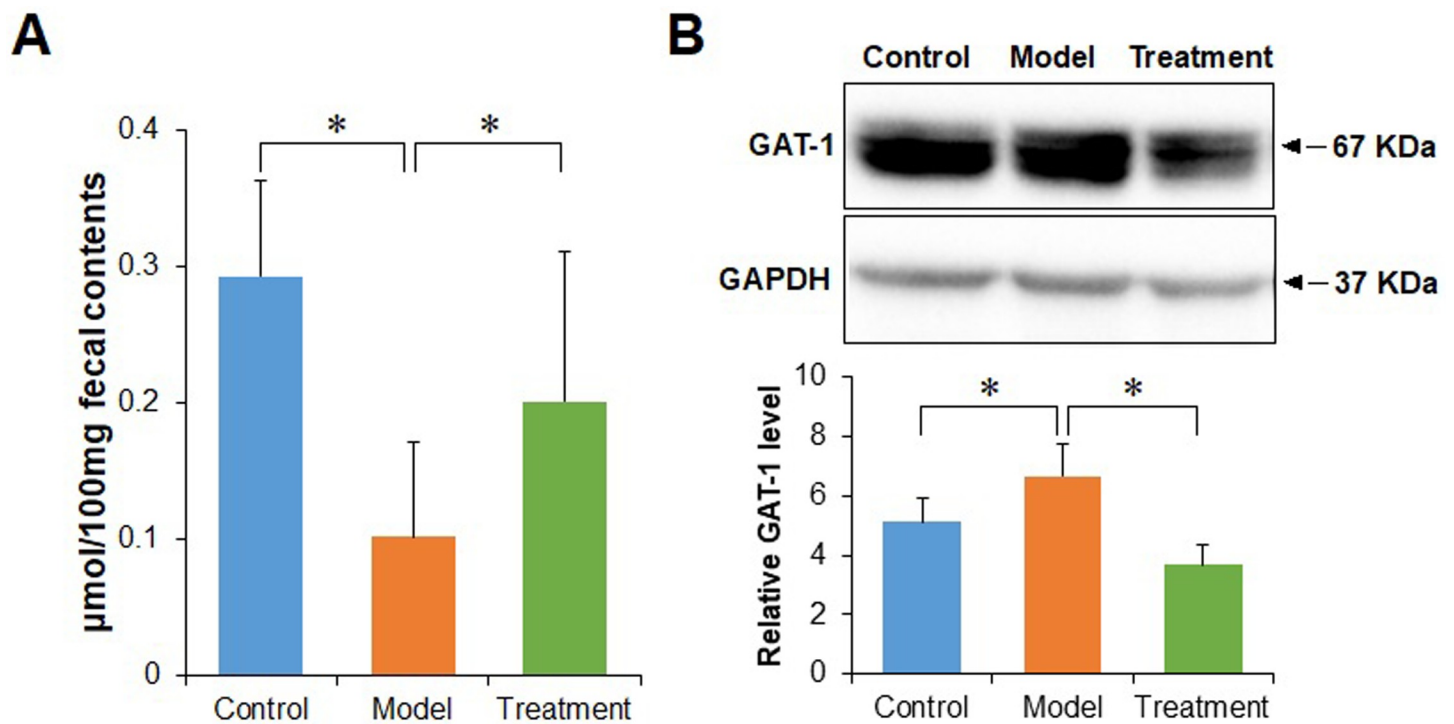 A
μmol/100mg fecal contents
0.4
0.3
0.2
0.1
0
* *
Control Model Treatment
B
Control Model Treatment
GAT-1
67 KDa
GAPDH
37 KDa
Relative GAT-1 level
10
8
6
4
2
0
* *
Control Model Treatment